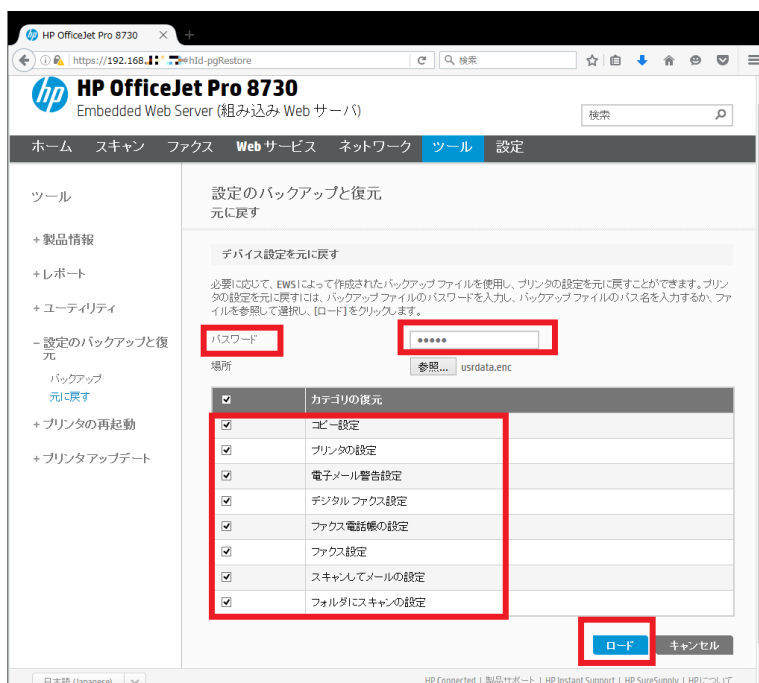 HP OfficeJet Pro 8730
https://192.168.
hId-pgRestore
検索
HP OfficeJet Pro 8730
Embedded Web Server (組み込み Web サーバ)
検索
ホーム スキャン ファクス Web サービス ネットワーク ツール 設定
ツール
+ 製品情報
+ レポート
+ ユーティリティ
- 設定のバックアップと復
元
バックアップ
元に戻す
+ プリンタの再起動
+ プリンタ アップデート
設定のバックアップと復元
元に戻す
デバイス設定を元に戻す
必要に応じて、EWSによって作成されたバックアップ ファイルを使用し、プリンタの設定を元に戻すことができます。プリン
タの設定を元に戻すには、バックアップ ファイルのパスワードを入力し、バックアップ ファイルのパス名を入力するか、ファ
イルを参照して選択し、[ロード]をクリックします。
パスワード •••••
場所 参照... usrdata.enc
カテゴリの復元
コピー設定
プリンタの設定
電子メール警告設定
デジタル ファクス設定
ファクス電話帳の設定
ファクス設定
スキャンしてメールの設定
フォルダにスキャンの設定
ロード キャンセル
日本語 (Japanese)
HP Connected | 製品サポート | HP Instant Support | HP SureSupply | HPについて